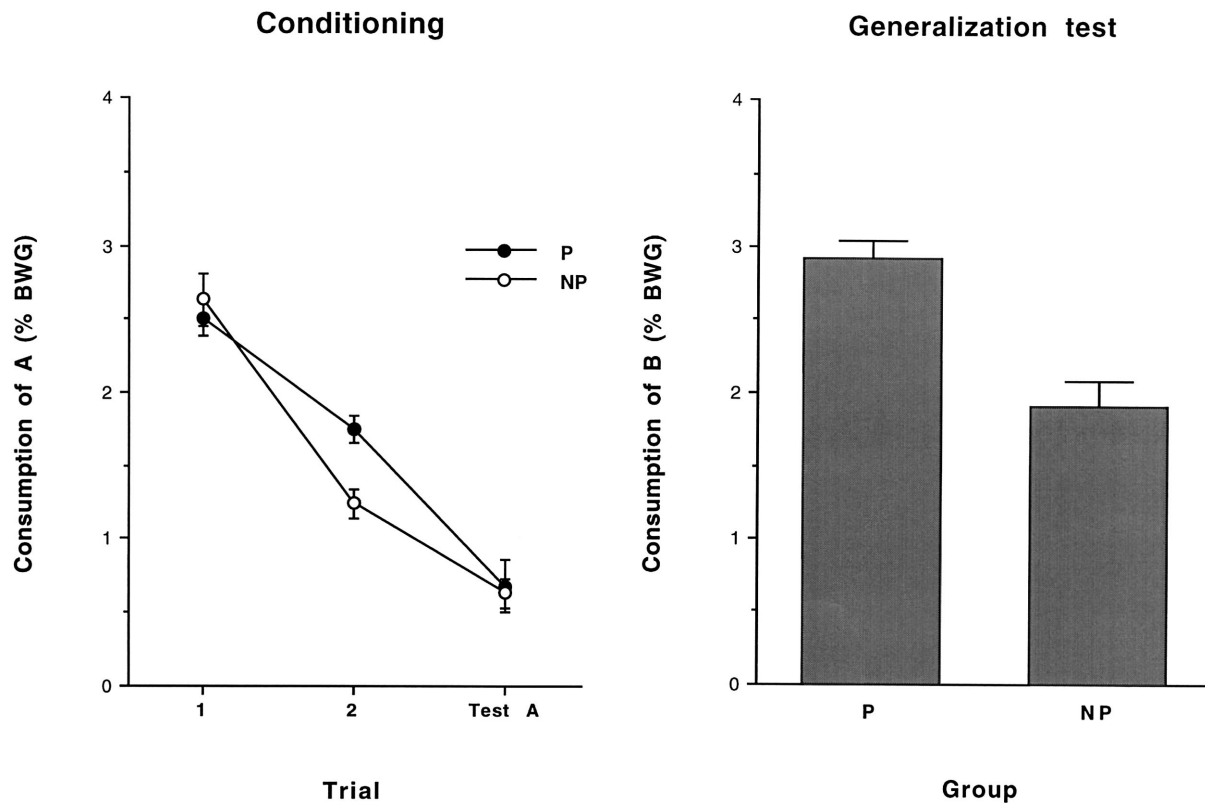 Conditioning
Consumption of A (% BWG)
4
3
2
1
0
P
NP
1
2
Test A
Trial
Generalization test
Consumption of B (% BWG)
4
3
2
1
0
P
NP
Group